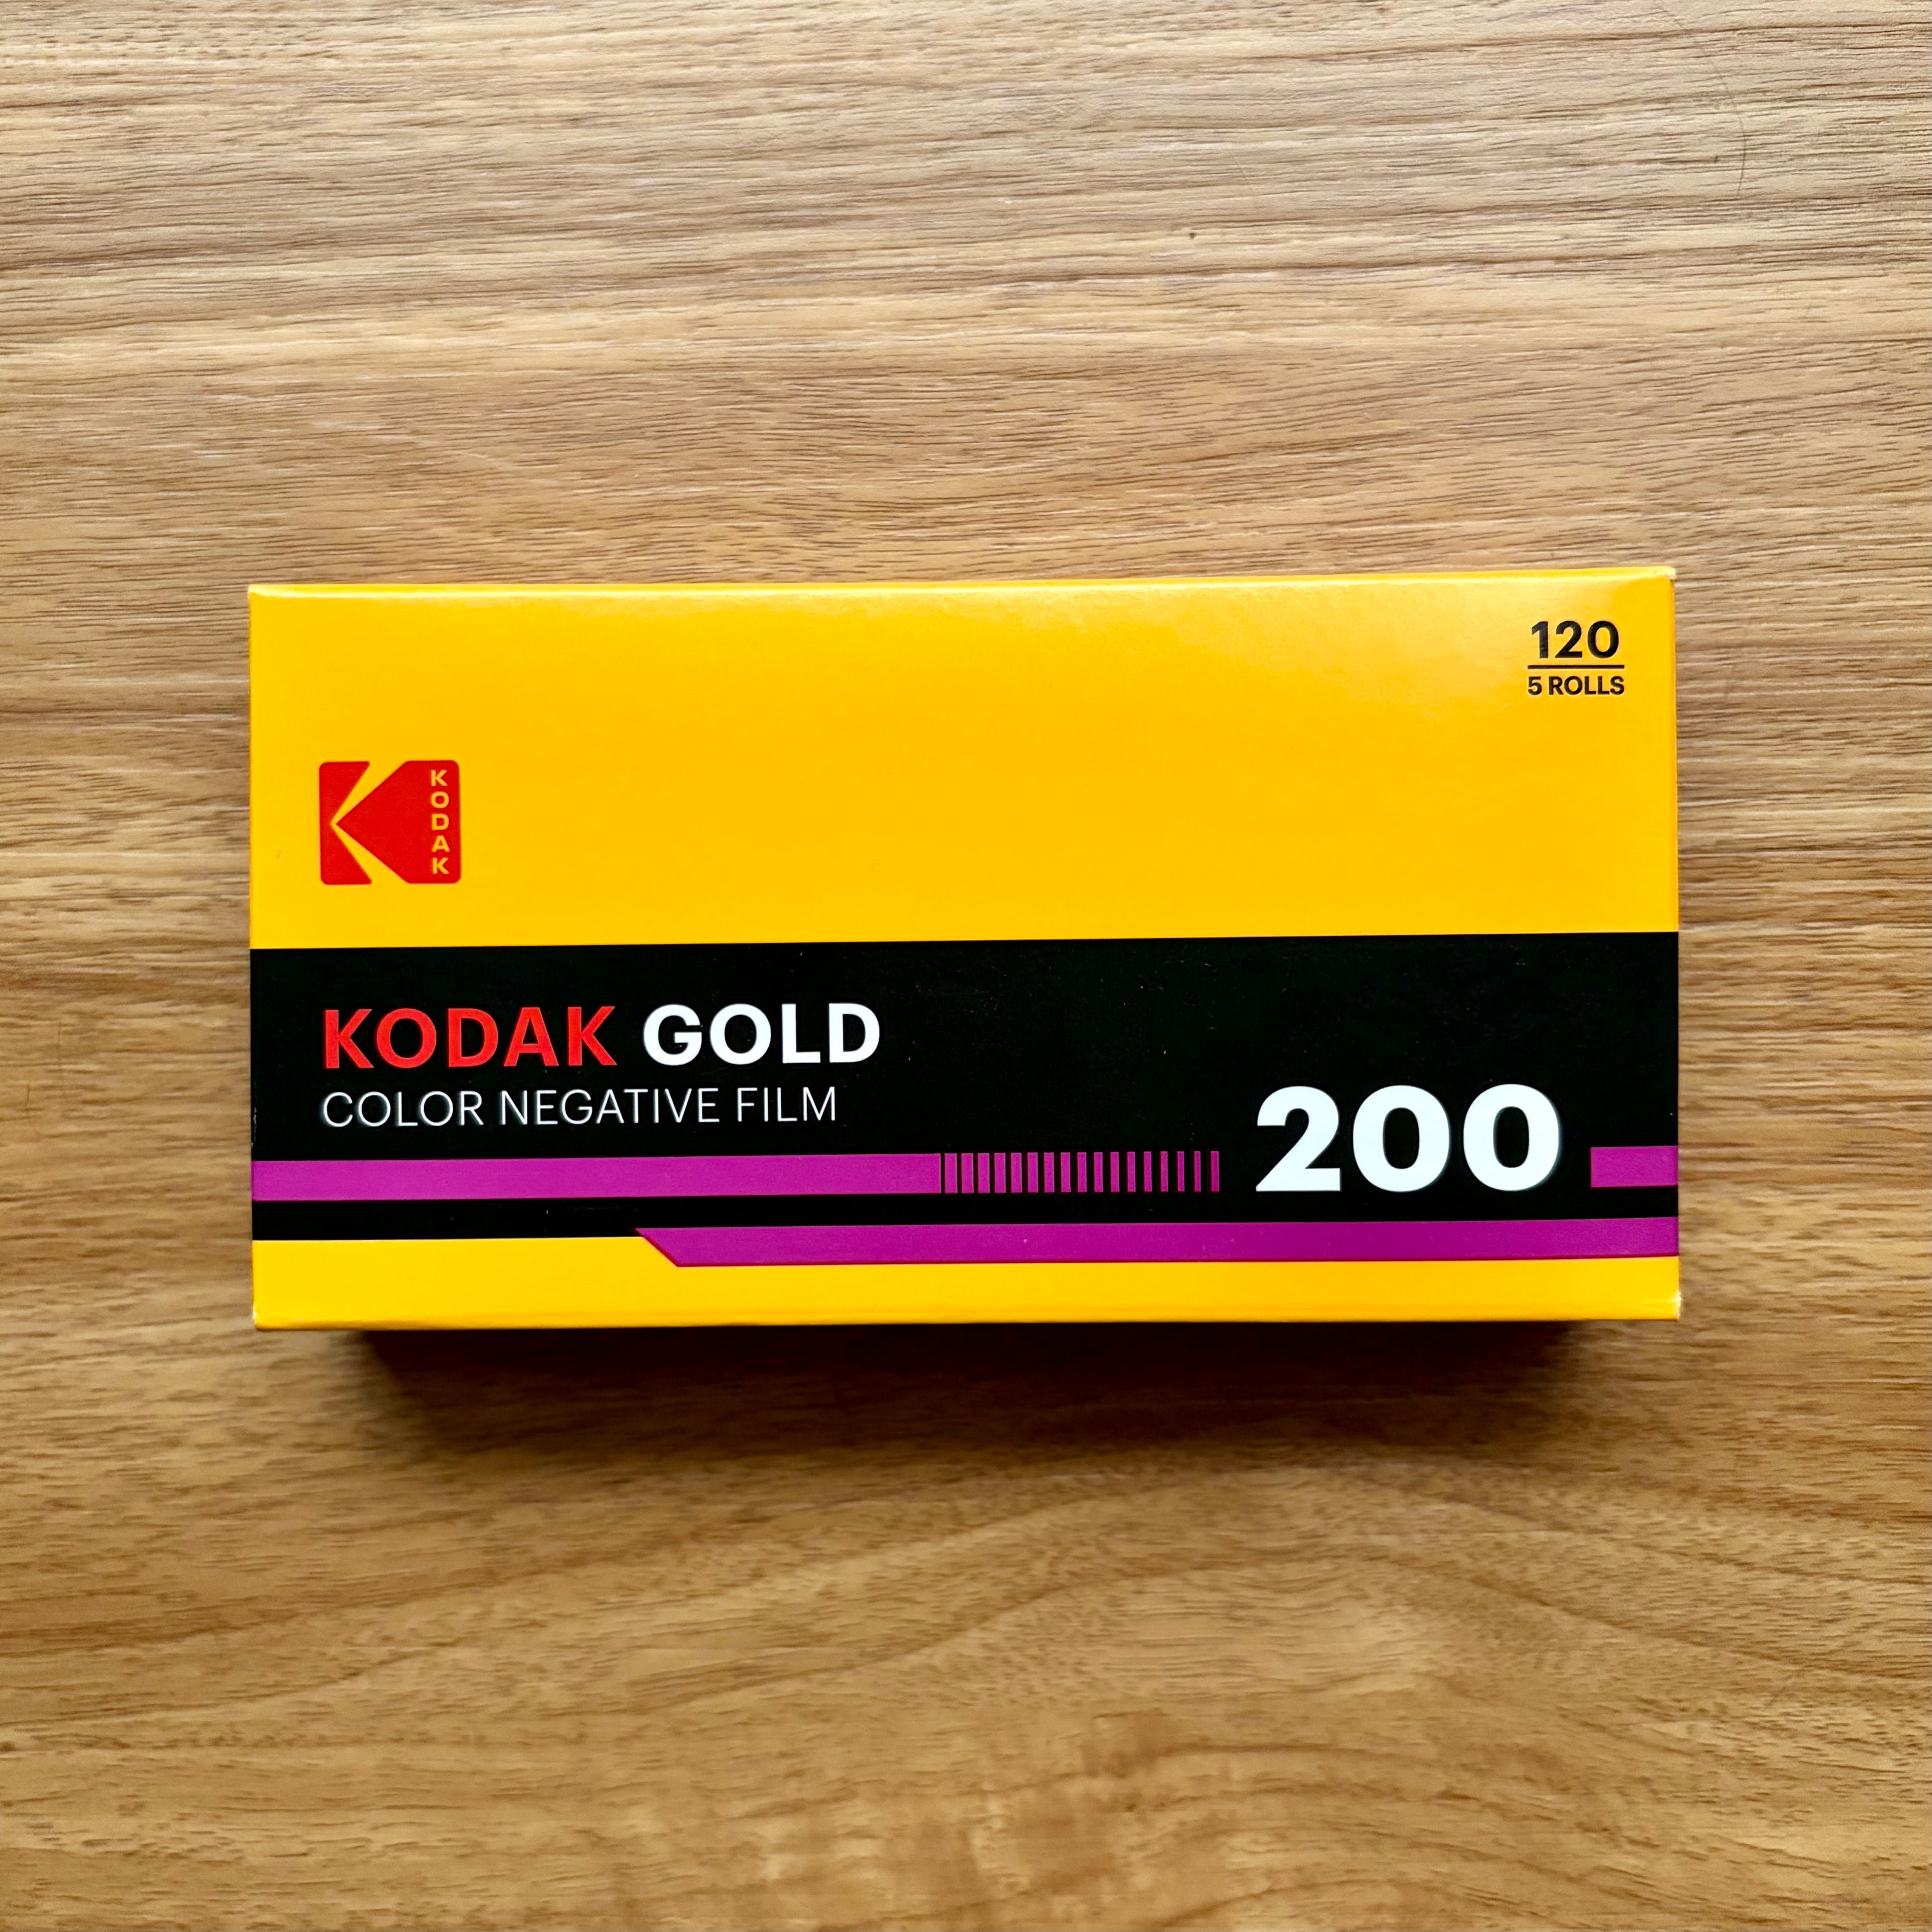 120
5 ROLLS
KODAK
KODAK GOLD
COLOR NEGATIVE FILM
200